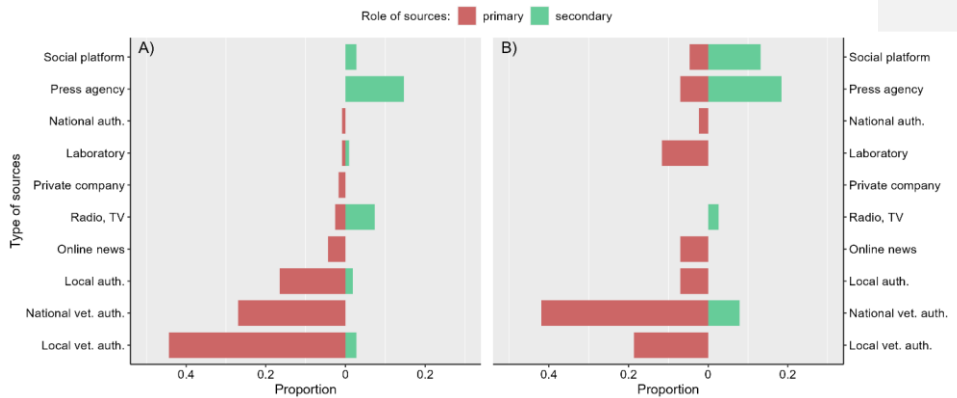 Role of sources: primary secondary
A) B)
Social platform Social platform
Press agency Press agency
National auth. National auth.
Laboratory Laboratory
Private company Private company
Radio, TV Radio, TV
Online news Online news
Local auth. Local auth.
National vet. auth. National vet. auth.
Local vet. auth. Local vet. auth.
Type of sources
0.4 0.2 0 0.2 0.4 0.2 0 0.2
Proportion Proportion